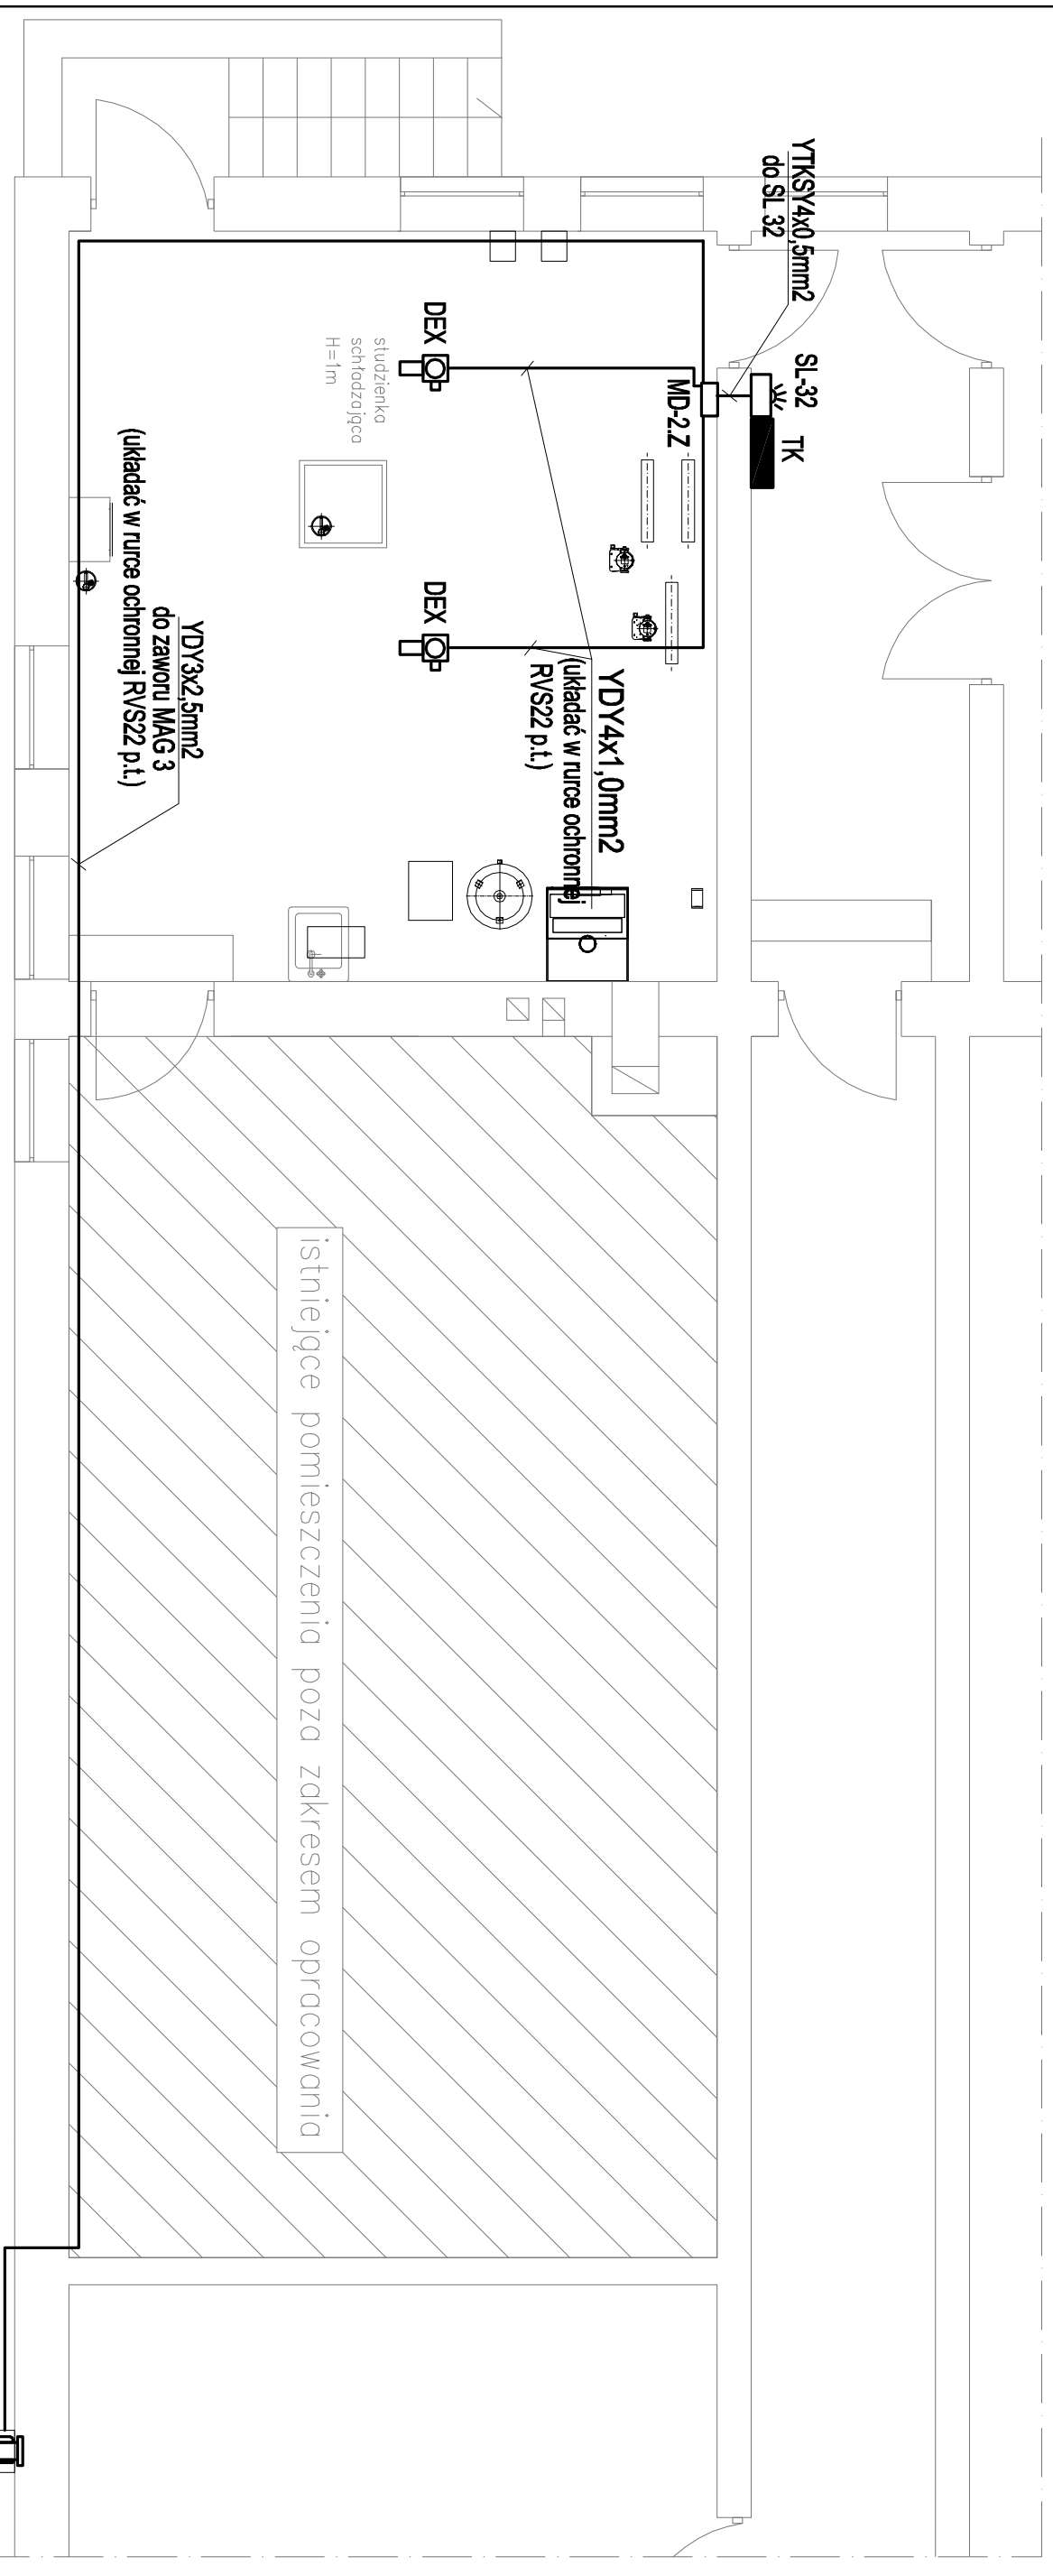 YTKSY4x0,5mm2
do SL 32
SL-32
TK
MD-2.Z
DEX
studzienka
schładzająca
H=1m
DEX
YDY4x1,0mm2
(układać w rurce ochronnej
RVS22 p.t.)
YDY3x2,5mm2
do zaworu MAG 3
(układać w rurce ochronnej RVS22 p.t.)
istniejące pomieszczenia poza zakresem opracowania